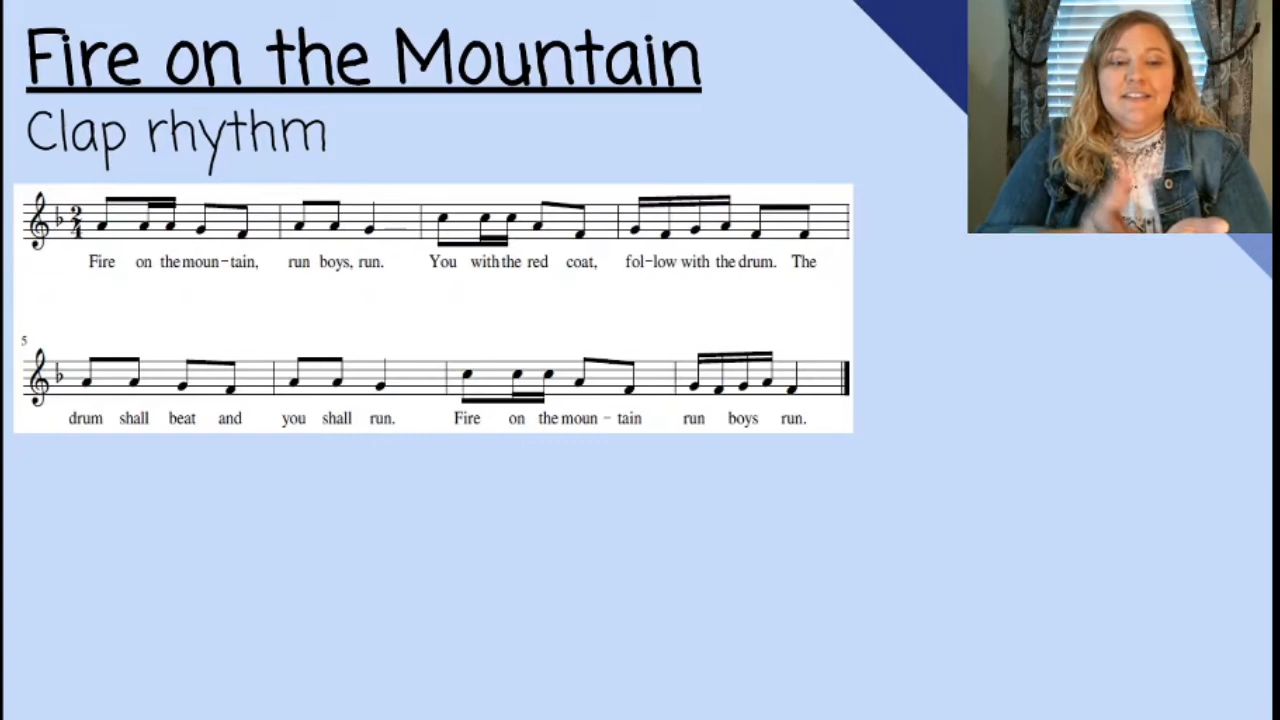 Fire on the Mountain
Clap rhythm
2
4
Fire on the moun-tain, run boys, run. You with the red coat, fol-low with the drum. The
5
drum shall beat and you shall run. Fire on the moun - tain run boys run.